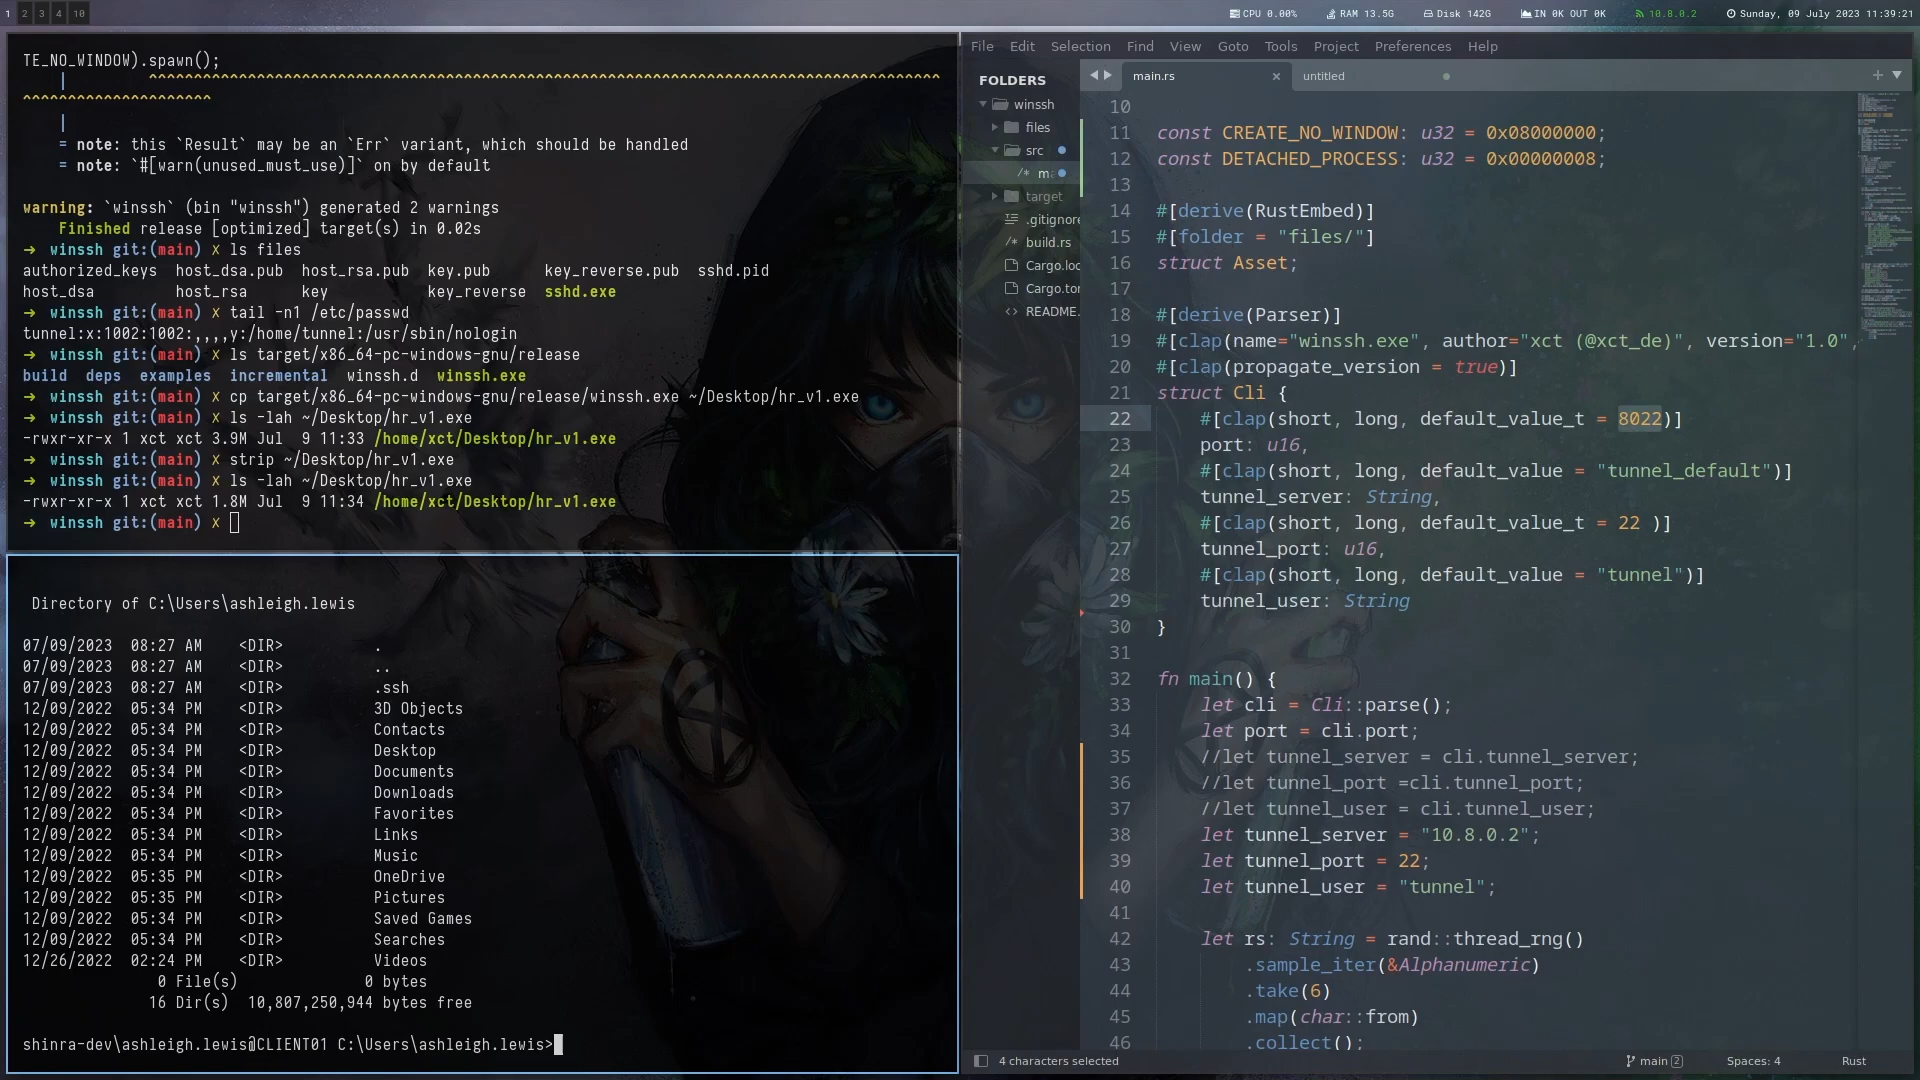 1 2 3 4 10
CPU 0.00% RAM 13.5G Disk 142G IN 0K OUT 0K 10.8.0.2 Sunday, 09 July 2023 11:39:21
TE_NO_WINDOW).spawn();
| ^^^^^^^^^^^^^^^^^^^^^^^^^^^^^^^^^^^^^^^^^^^^^^^^^^^^^^^^^^^^^^^^^^^^^^^^^^^^^^^^^^^^^^^^
^^^^^^^^^^^^^^^^^^^^^
|
= note: this `Result` may be an `Err` variant, which should be handled
= note: `#[warn(unused_must_use)]` on by default
warning: `winssh` (bin "winssh") generated 2 warnings
Finished release [optimized] target(s) in 0.02s
→ winssh git:(main) ✗ ls files
authorized_keys host_dsa.pub host_rsa.pub key.pub key_reverse.pub sshd.pid
host_dsa host_rsa key key_reverse sshd.exe
→ winssh git:(main) ✗ tail -n1 /etc/passwd
tunnel:x:1002:1002:,,,,y:/home/tunnel:/usr/sbin/nologin
→ winssh git:(main) ✗ ls target/x86_64-pc-windows-gnu/release
build deps examples incremental winssh.d winssh.exe
→ winssh git:(main) ✗ cp target/x86_64-pc-windows-gnu/release/winssh.exe ~/Desktop/hr_v1.exe
→ winssh git:(main) ✗ ls -lah ~/Desktop/hr_v1.exe
-rwxr-xr-x 1 xct xct 3.9M Jul 9 11:33 /home/xct/Desktop/hr_v1.exe
→ winssh git:(main) ✗ strip ~/Desktop/hr_v1.exe
→ winssh git:(main) ✗ ls -lah ~/Desktop/hr_v1.exe
-rwxr-xr-x 1 xct xct 1.8M Jul 9 11:34 /home/xct/Desktop/hr_v1.exe
→ winssh git:(main) ✗
Directory of C:\Users\ashleigh.lewis
07/09/2023 08:27 AM <DIR> .
07/09/2023 08:27 AM <DIR> ..
07/09/2023 08:27 AM <DIR> .ssh
12/09/2022 05:34 PM <DIR> 3D Objects
12/09/2022 05:34 PM <DIR> Contacts
12/09/2022 05:34 PM <DIR> Desktop
12/09/2022 05:34 PM <DIR> Documents
12/09/2022 05:34 PM <DIR> Downloads
12/09/2022 05:34 PM <DIR> Favorites
12/09/2022 05:34 PM <DIR> Links
12/09/2022 05:34 PM <DIR> Music
12/09/2022 05:35 PM <DIR> OneDrive
12/09/2022 05:35 PM <DIR> Pictures
12/09/2022 05:34 PM <DIR> Saved Games
12/09/2022 05:34 PM <DIR> Searches
12/26/2022 02:24 PM <DIR> Videos
0 File(s) 0 bytes
16 Dir(s) 10,807,250,944 bytes free
shinra-dev\ashleigh.lewis@CLIENT01 C:\Users\ashleigh.lewis>
File Edit Selection Find View Goto Tools Project Preferences Help
FOLDERS
winssh
files
src
/* ma
target
.gitignore
/* build.rs
Cargo.loc
Cargo.tor
<> README.
main.rs × untitled
10
11 const CREATE_NO_WINDOW: u32 = 0x08000000;
12 const DETACHED_PROCESS: u32 = 0x00000008;
13
14 #[derive(RustEmbed)]
15 #[folder = "files/"]
16 struct Asset;
17
18 #[derive(Parser)]
19 #[clap(name="winssh.exe", author="xct (@xct_de)", version="1.0",
20 #[clap(propagate_version = true)]
21 struct Cli {
22 #[clap(short, long, default_value_t = 8022)]
23 port: u16,
24 #[clap(short, long, default_value = "tunnel_default")]
25 tunnel_server: String,
26 #[clap(short, long, default_value_t = 22 )]
27 tunnel_port: u16,
28 #[clap(short, long, default_value = "tunnel")]
29 tunnel_user: String
30 }
31
32 fn main() {
33 let cli = Cli::parse();
34 let port = cli.port;
35 //let tunnel_server = cli.tunnel_server;
36 //let tunnel_port =cli.tunnel_port;
37 //let tunnel_user = cli.tunnel_user;
38 let tunnel_server = "10.8.0.2";
39 let tunnel_port = 22;
40 let tunnel_user = "tunnel";
41
42 let rs: String = rand::thread_rng()
43 .sample_iter(&Alphanumeric)
44 .take(6)
45 .map(char::from)
46 .collect();
4 characters selected main 2 Spaces: 4 Rust